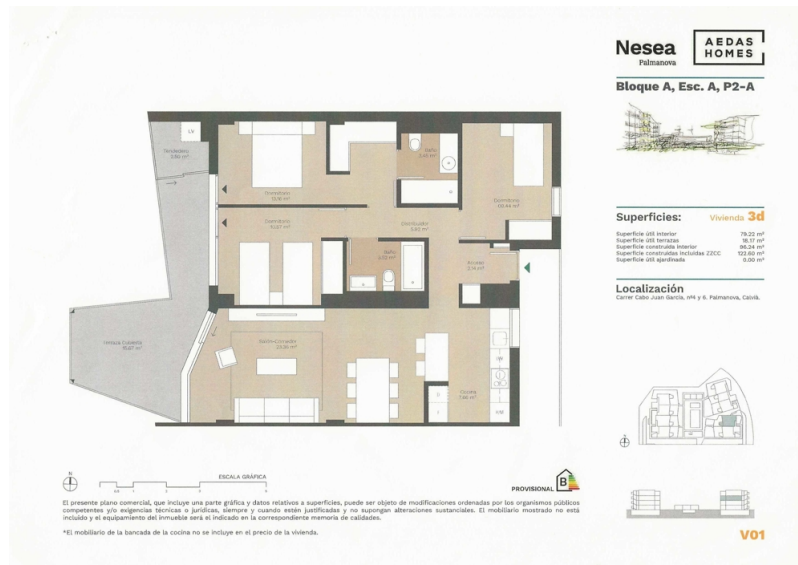 Nesea
Palmanova
AEDAS
HOMES
Bloque A, Esc. A, P2-A
LV
Tendedero
Dormitorio
Baño
Dormitorio
Dormitorio
Distribuidor
Baño
Acceso
Terraza Cubierta
Salón-Comedor
Cocina
Superficies:
Vivienda 3d
Superficie útil interior 79.22 m²
Superficie útil terrazas 18.17 m²
Superficie construida interior 86.24 m²
Superficie construidas incluidas ZZCC 122.60 m²
Superficie útil ajardinada 0.00 m²
Localización
Carrer Cabo Juan García, nº4 y 6. Palmanova, Calvià.
N
ESCALA GRÁFICA
PROVISIONAL
B
El presente plano comercial, que incluye una parte gráfica y datos relativos a superficies, puede ser objeto de modificaciones ordenadas por los organismos públicos
competentes y/o exigencias técnicas o jurídicas, siempre y cuando estén justificadas y no supongan alteraciones sustanciales. El mobiliario mostrado no está
incluido y el equipamiento del inmueble será el indicado en la correspondiente memoria de calidades.
*El mobiliario de la bancada de la cocina no se incluye en el precio de la vivienda.
V01